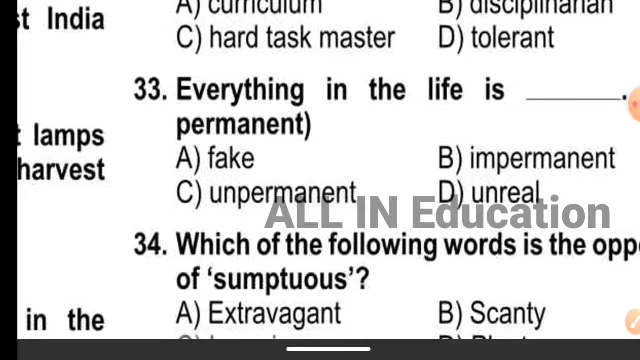 t India
lamps
harvest
in the
A) curriculum B) disciplinarian
C) hard task master D) tolerant
33. Everything in the life is ______.
permanent)
A) fake B) impermanent
C) unpermanent D) unreal
ALL IN Education
34. Which of the following words is the opp
of ‘sumptuous’?
A) Extravagant B) Scanty